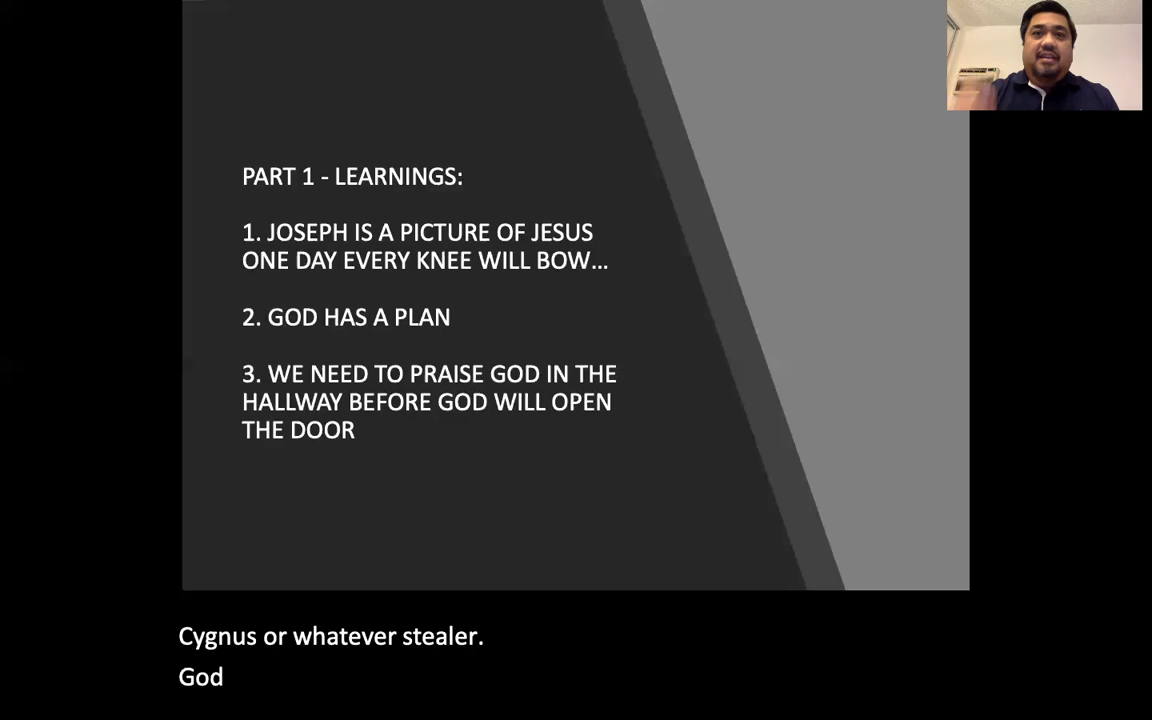 PART 1 - LEARNINGS:
1. JOSEPH IS A PICTURE OF JESUS
ONE DAY EVERY KNEE WILL BOW...
2. GOD HAS A PLAN
3. WE NEED TO PRAISE GOD IN THE
HALLWAY BEFORE GOD WILL OPEN
THE DOOR
Cygnus or whatever stealer.
God